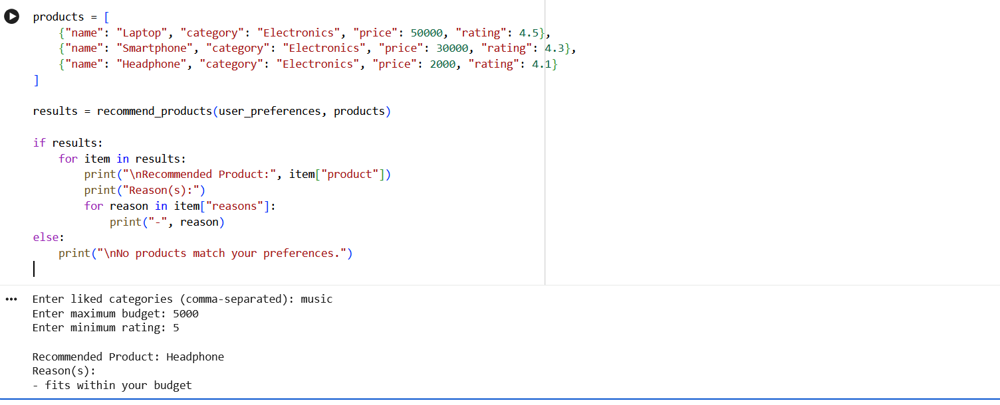 products = [
    {"name": "Laptop", "category": "Electronics", "price": 50000, "rating": 4.5},
    {"name": "Smartphone", "category": "Electronics", "price": 30000, "rating": 4.3},
    {"name": "Headphone", "category": "Electronics", "price": 2000, "rating": 4.1}
]
results = recommend_products(user_preferences, products)
if results:
    for item in results:
        print("\nRecommended Product:", item["product"])
        print("Reason(s):")
        for reason in item["reasons"]:
            print("-", reason)
else:
    print("\nNo products match your preferences.")
Enter liked categories (comma-separated): music
Enter maximum budget: 5000
Enter minimum rating: 5
Recommended Product: Headphone
Reason(s):
- fits within your budget